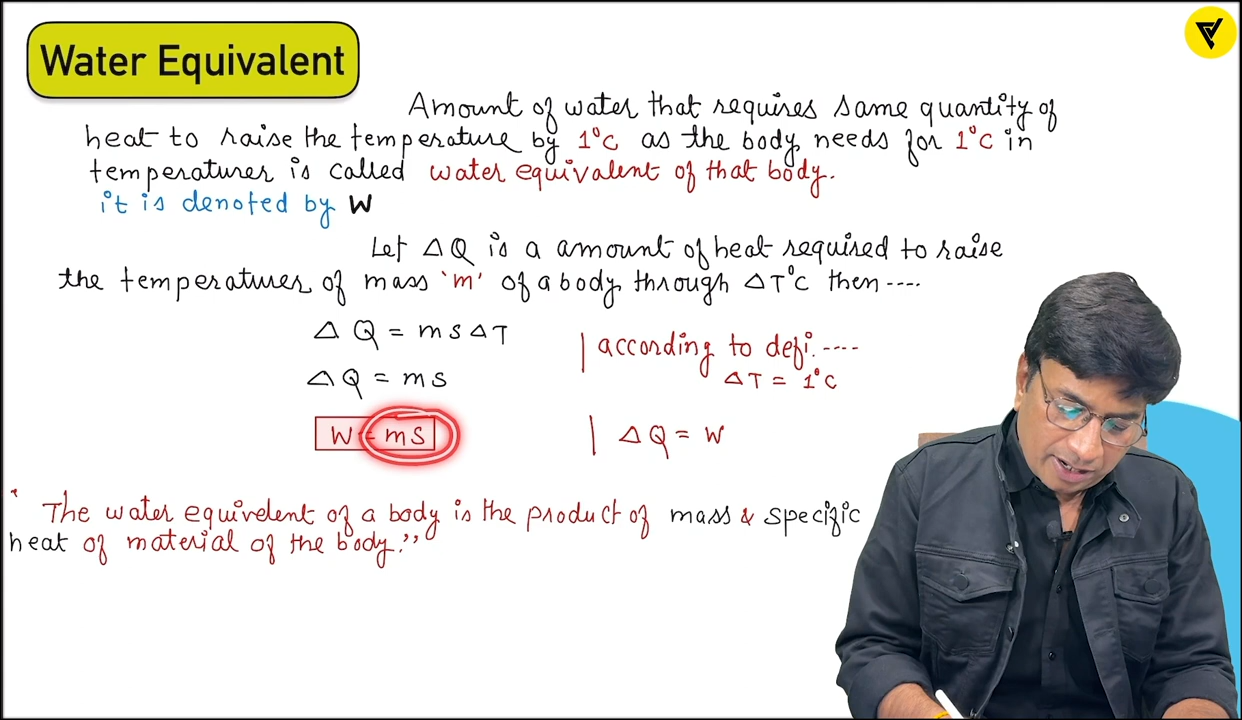 Water Equivalent
Amount of water that requires same quantity of
heat to raise the temperature by 1°C as the body needs for 1°C in
temperaturer is called water equivalent of that body.
it is denoted by W
Let ΔQ is a amount of heat required to raise
the temperaturer of mass 'm' of a body through ΔT°C then ----
ΔQ = msΔT
| according to defi. ----
ΔT = 1°C
ΔQ = ms
W = ms
| ΔQ = W
The water equivelent of a body is the product of mass & specific
heat of material of the body."